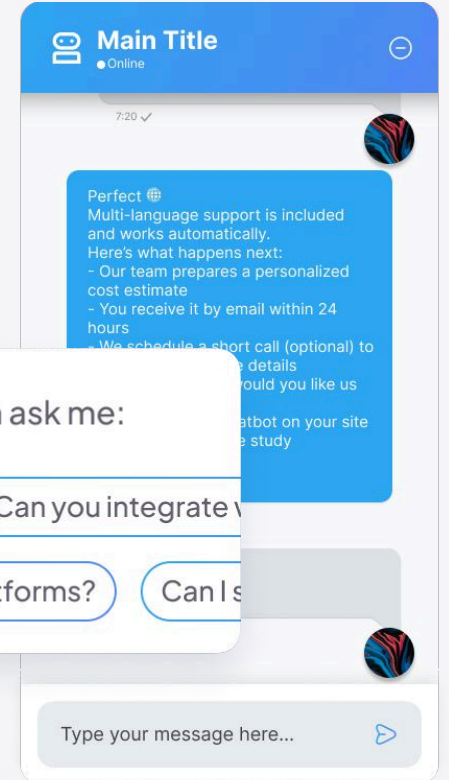 Main Title
Online
7:20
Perfect
Multi-language support is included
and works automatically.
Here's what happens next:
- Our team prepares a personalized
cost estimate
- You receive it by email within 24
hours
- We schedule a short call (optional) to
details
would you like us
atbot on your site
study
ask me:
Can you integrate
tforms?
Can I s
Type your message here...